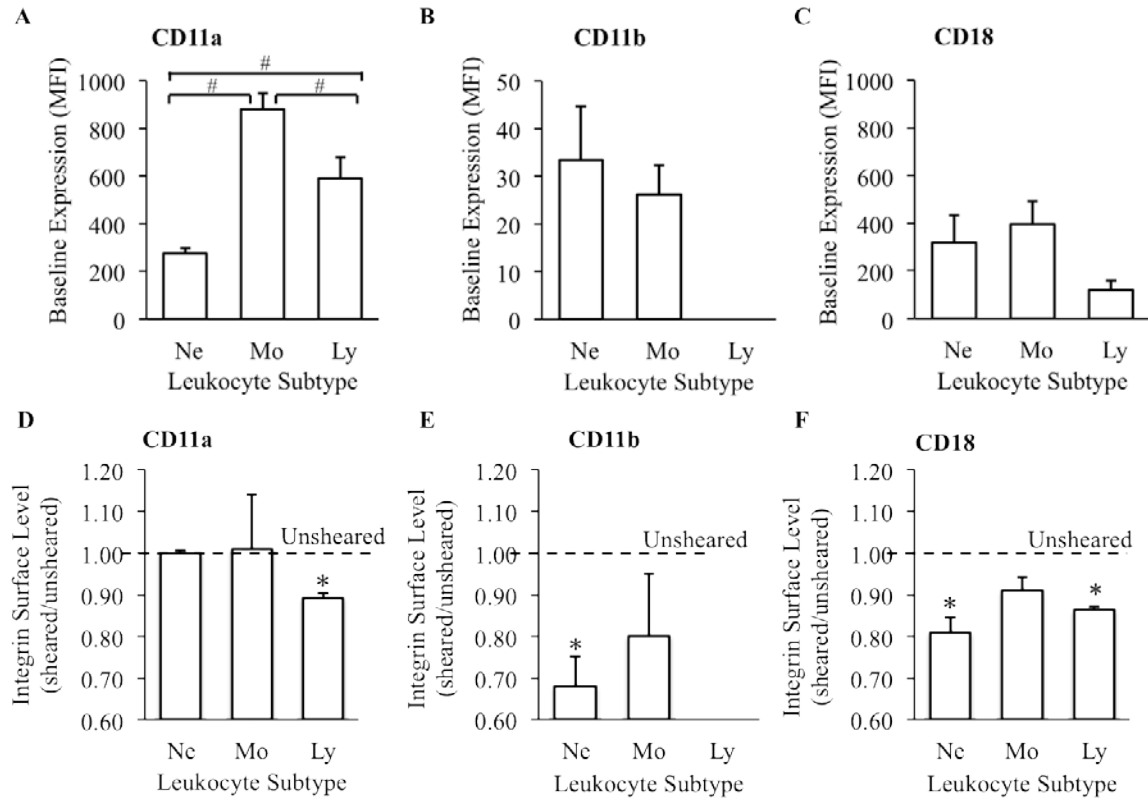 A
CD11a
Baseline Expression (MFI)
1000
800
600
400
200
0
#
#
#
Ne Mo Ly
Leukocyte Subtype
B
CD11b
Baseline Expression (MFI)
50
40
30
20
10
0
Ne Mo Ly
Leukocyte Subtype
C
CD18
Baseline Expression (MFI)
1000
800
600
400
200
0
Ne Mo Ly
Leukocyte Subtype
D
CD11a
Integrin Surface Level
(sheared/unsheared)
1.20
1.10
1.00
0.90
0.80
0.70
0.60
Unsheared
*
Ne Mo Ly
Leukocyte Subtype
E
CD11b
Integrin Surface Level
(sheared/unsheared)
1.20
1.10
1.00
0.90
0.80
0.70
0.60
Unsheared
*
Ne Mo Ly
Leukocyte Subtype
F
CD18
Integrin Surface Level
(sheared/unsheared)
1.20
1.10
1.00
0.90
0.80
0.70
0.60
Unsheared
*
*
Ne Mo Ly
Leukocyte Subtype